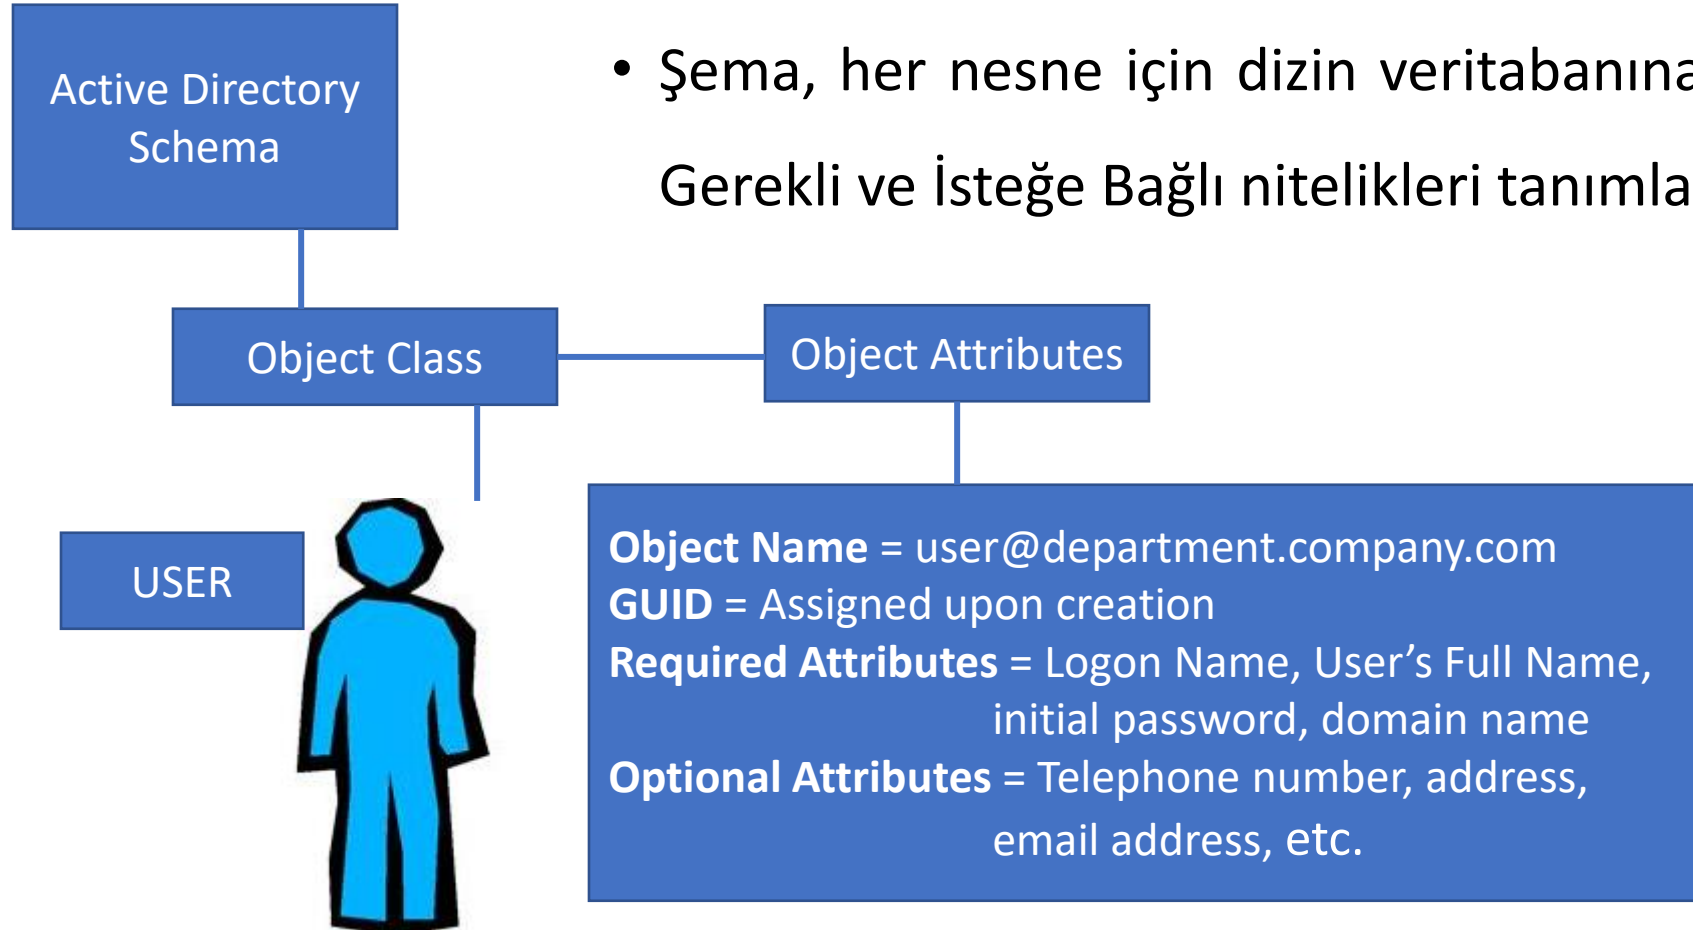 Active Directory
Schema
• Şema, her nesne için dizin veritabanına
Gerekli ve İsteğe Bağlı nitelikleri tanımla
Object Class
Object Attributes
USER
Object Name = user@department.company.com
GUID = Assigned upon creation
Required Attributes = Logon Name, User’s Full Name,
initial password, domain name
Optional Attributes = Telephone number, address,
email address, etc.